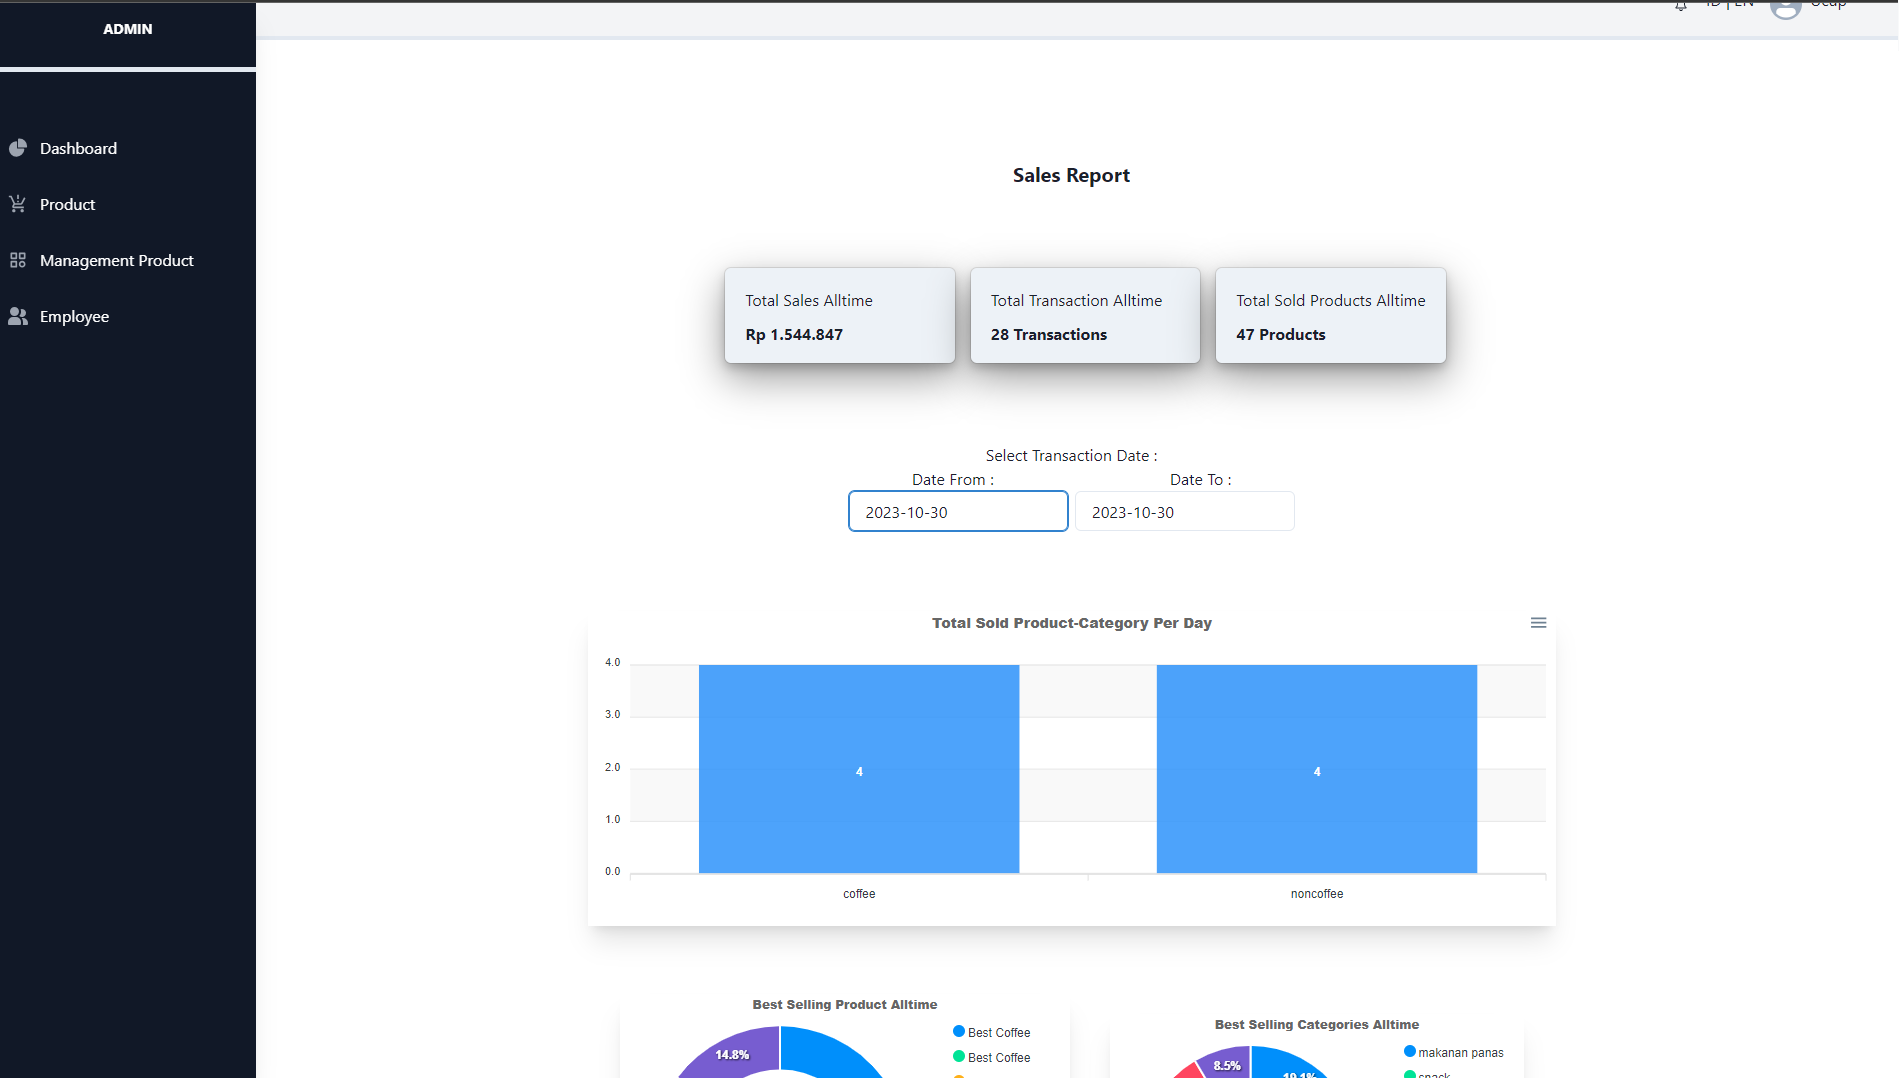 ADMIN
ID | EN
Ucup
Dashboard
Product
Management Product
Employee
Sales Report
Total Sales Alltime
Rp 1.544.847
Total Transaction Alltime
28 Transactions
Total Sold Products Alltime
47 Products
Select Transaction Date :
Date From :
Date To :
2023-10-30
2023-10-30
Total Sold Product-Category Per Day
4.0
3.0
2.0
1.0
0.0
4
4
coffee
noncoffee
Best Selling Product Alltime
14.8%
Best Coffee
Best Coffee
Best Selling Categories Alltime
8.5%
19.1%
makanan panas
snack